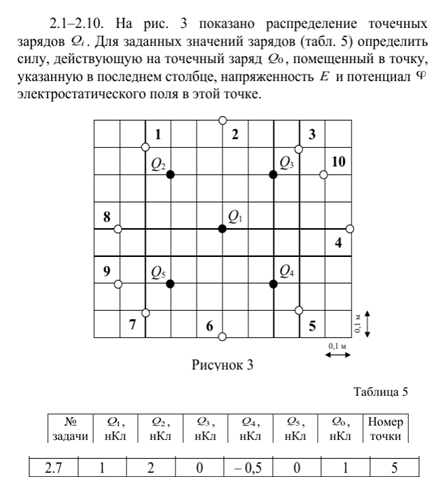 2.1–2.10. На рис. 3 показано распределение точечных
зарядов Qi. Для заданных значений зарядов (табл. 5) определить
силу, действующую на точечный заряд Q0, помещенный в точку,
указанную в последнем столбце, напряженность E и потенциал φ
электростатического поля в этой точке.
1 2 3
Q2 Q3 10
8 Q1
4
9 Q5 Q4
7 6 5
0,1 м
0,1 м
Рисунок 3
Таблица 5
№ Q1, Q2, Q3, Q4, Q5, Q0, Номер
задачи нКл нКл нКл нКл нКл нКл точки
2.7 1 2 0 – 0,5 0 1 5